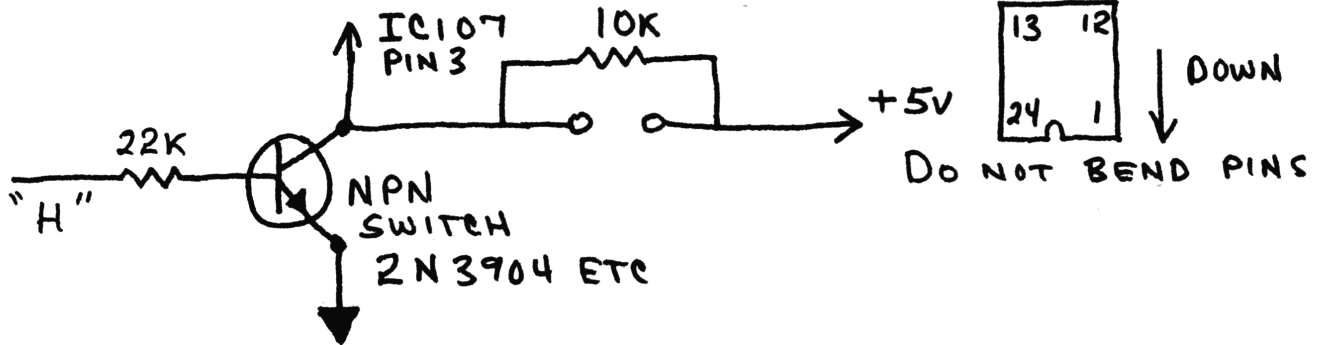 IC107
PIN 3
10K
+5V
13 12
24 1
DOWN
DO NOT BEND PINS
22K
"H"
NPN
SWITCH
2N3904 ETC